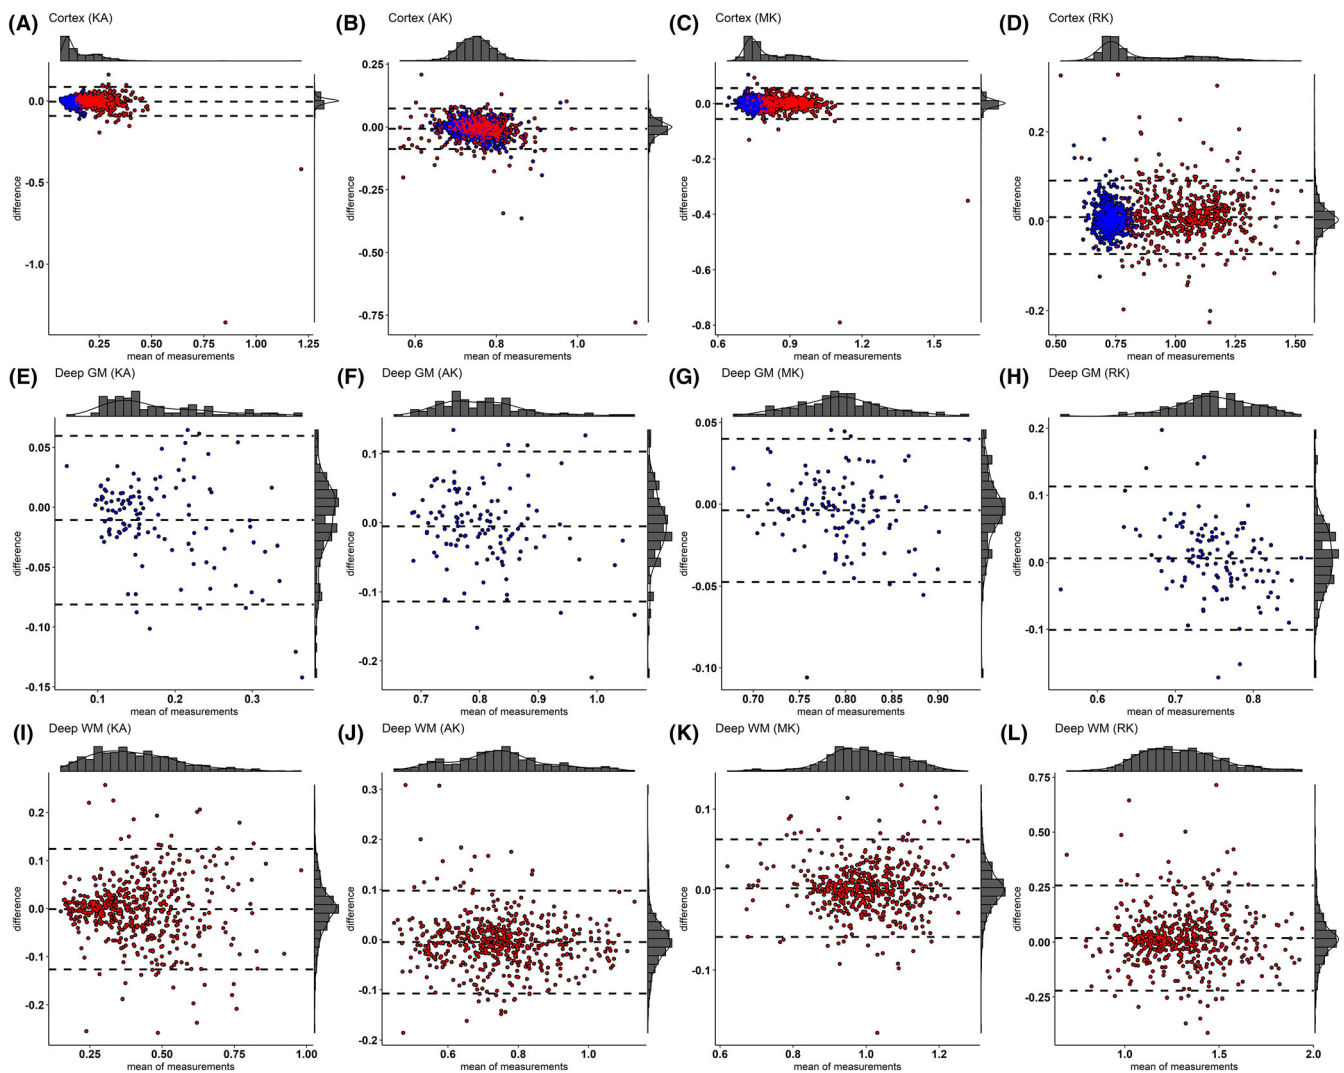 (A) Cortex (KA)
0.0
-0.5
-1.0
difference
0.25 0.50 0.75 1.00 1.25
mean of measurements
(B) Cortex (AK)
0.25
0.00
-0.25
-0.50
-0.75
difference
0.6 0.8 1.0
mean of measurements
(C) Cortex (MK)
0.0
-0.2
-0.4
-0.6
-0.8
difference
0.6 0.9 1.2 1.5
mean of measurements
(D) Cortex (RK)
0.2
0.0
-0.2
difference
0.50 0.75 1.00 1.25 1.50
mean of measurements
(E) Deep GM (KA)
0.05
0.00
-0.05
-0.10
-0.15
difference
0.1 0.2 0.3
mean of measurements
(F) Deep GM (AK)
0.1
0.0
-0.1
-0.2
difference
0.7 0.8 0.9 1.0
mean of measurements
(G) Deep GM (MK)
0.05
0.00
-0.05
-0.10
difference
0.70 0.75 0.80 0.85 0.90
mean of measurements
(H) Deep GM (RK)
0.2
0.1
0.0
-0.1
difference
0.6 0.7 0.8
mean of measurements
(I) Deep WM (KA)
0.2
0.1
0.0
-0.1
-0.2
difference
0.25 0.50 0.75 1.00
mean of measurements
(J) Deep WM (AK)
0.3
0.2
0.1
0.0
-0.1
-0.2
difference
0.6 0.8 1.0
mean of measurements
(K) Deep WM (MK)
0.1
0.0
-0.1
difference
0.6 0.8 1.0 1.2
mean of measurements
(L) Deep WM (RK)
0.75
0.50
0.25
0.00
-0.25
difference
1.0 1.5 2.0
mean of measurements